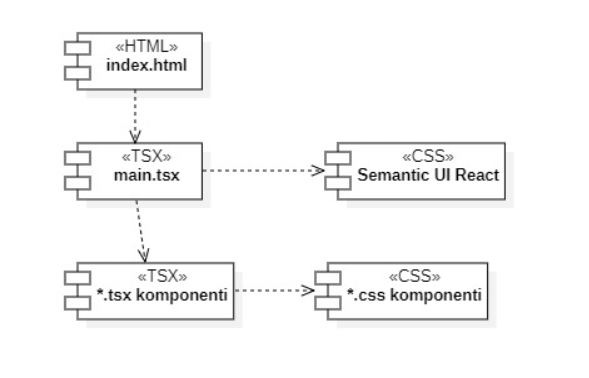 «HTML»
index.html
«TSX»
main.tsx
«CSS»
Semantic UI React
«TSX»
*.tsx komponenti
«CSS»
*.css komponenti